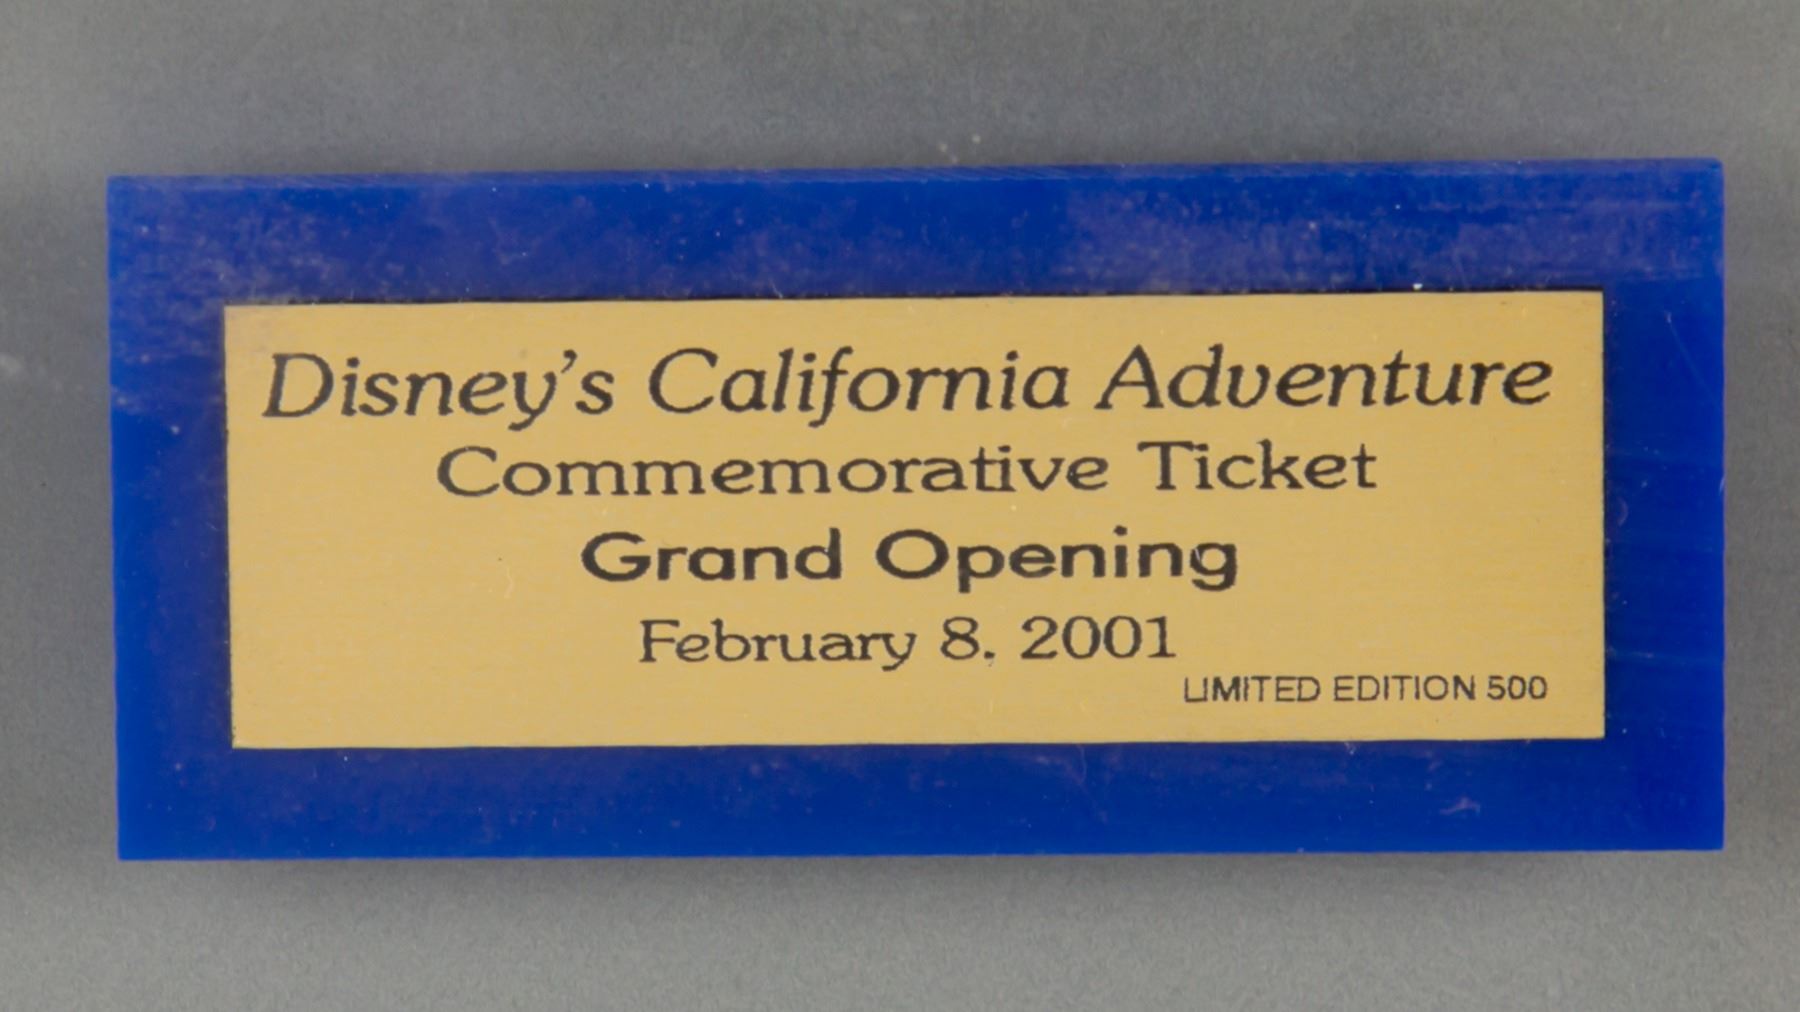 Disney's California Adventure
Commemorative Ticket
Grand Opening
February 8, 2001
LIMITED EDITION 500